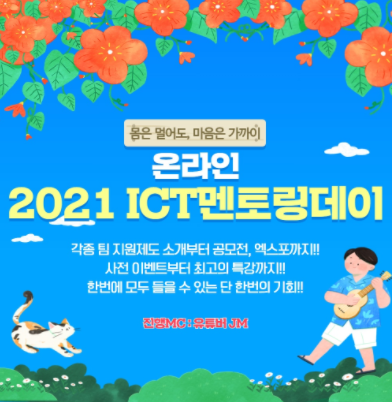 몸은 멀어도, 마음은 가까이
온라인
2021 ICT멘토링데이
각종 팀 지원제도 소개부터 공모전, 엑스포까지!!
사전 이벤트부터 최고의 특강까지!!
한번에 모두 들을 수 있는 단 한번의 기회!!
진행MC : 유튜버 JM